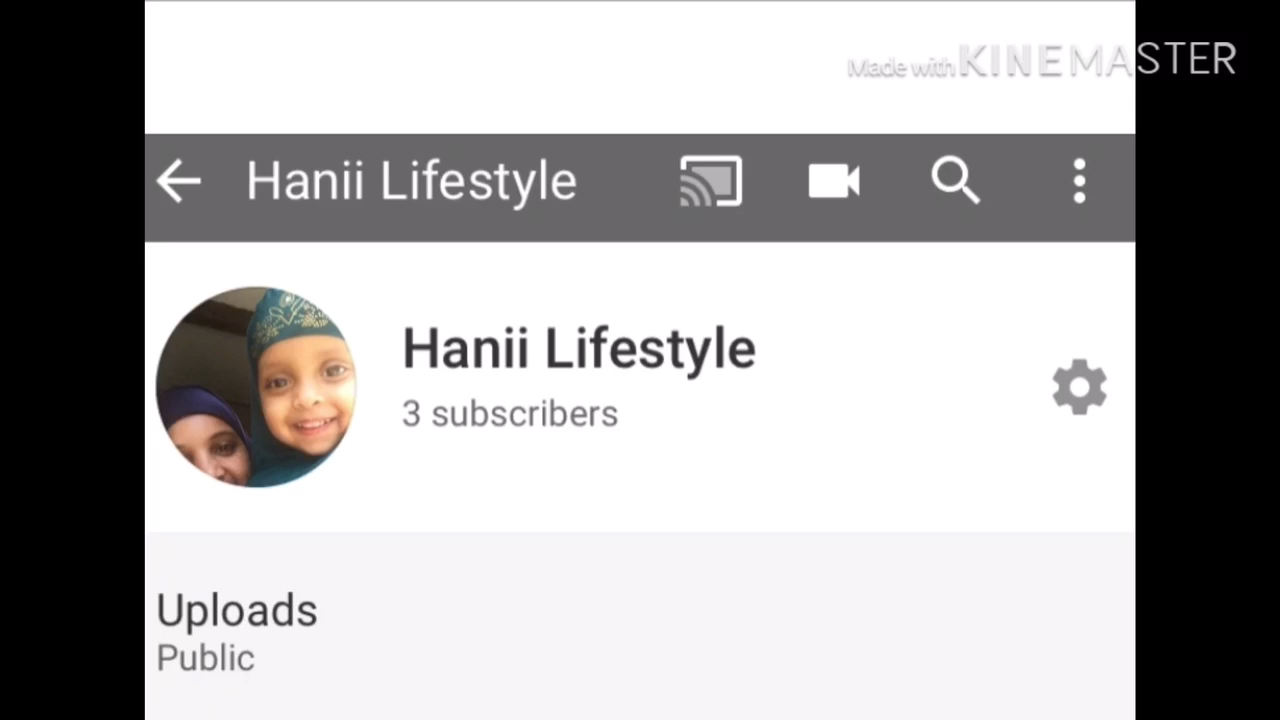 Made with KINEMASTER
Hanii Lifestyle
Hanii Lifestyle
3 subscribers
Uploads
Public